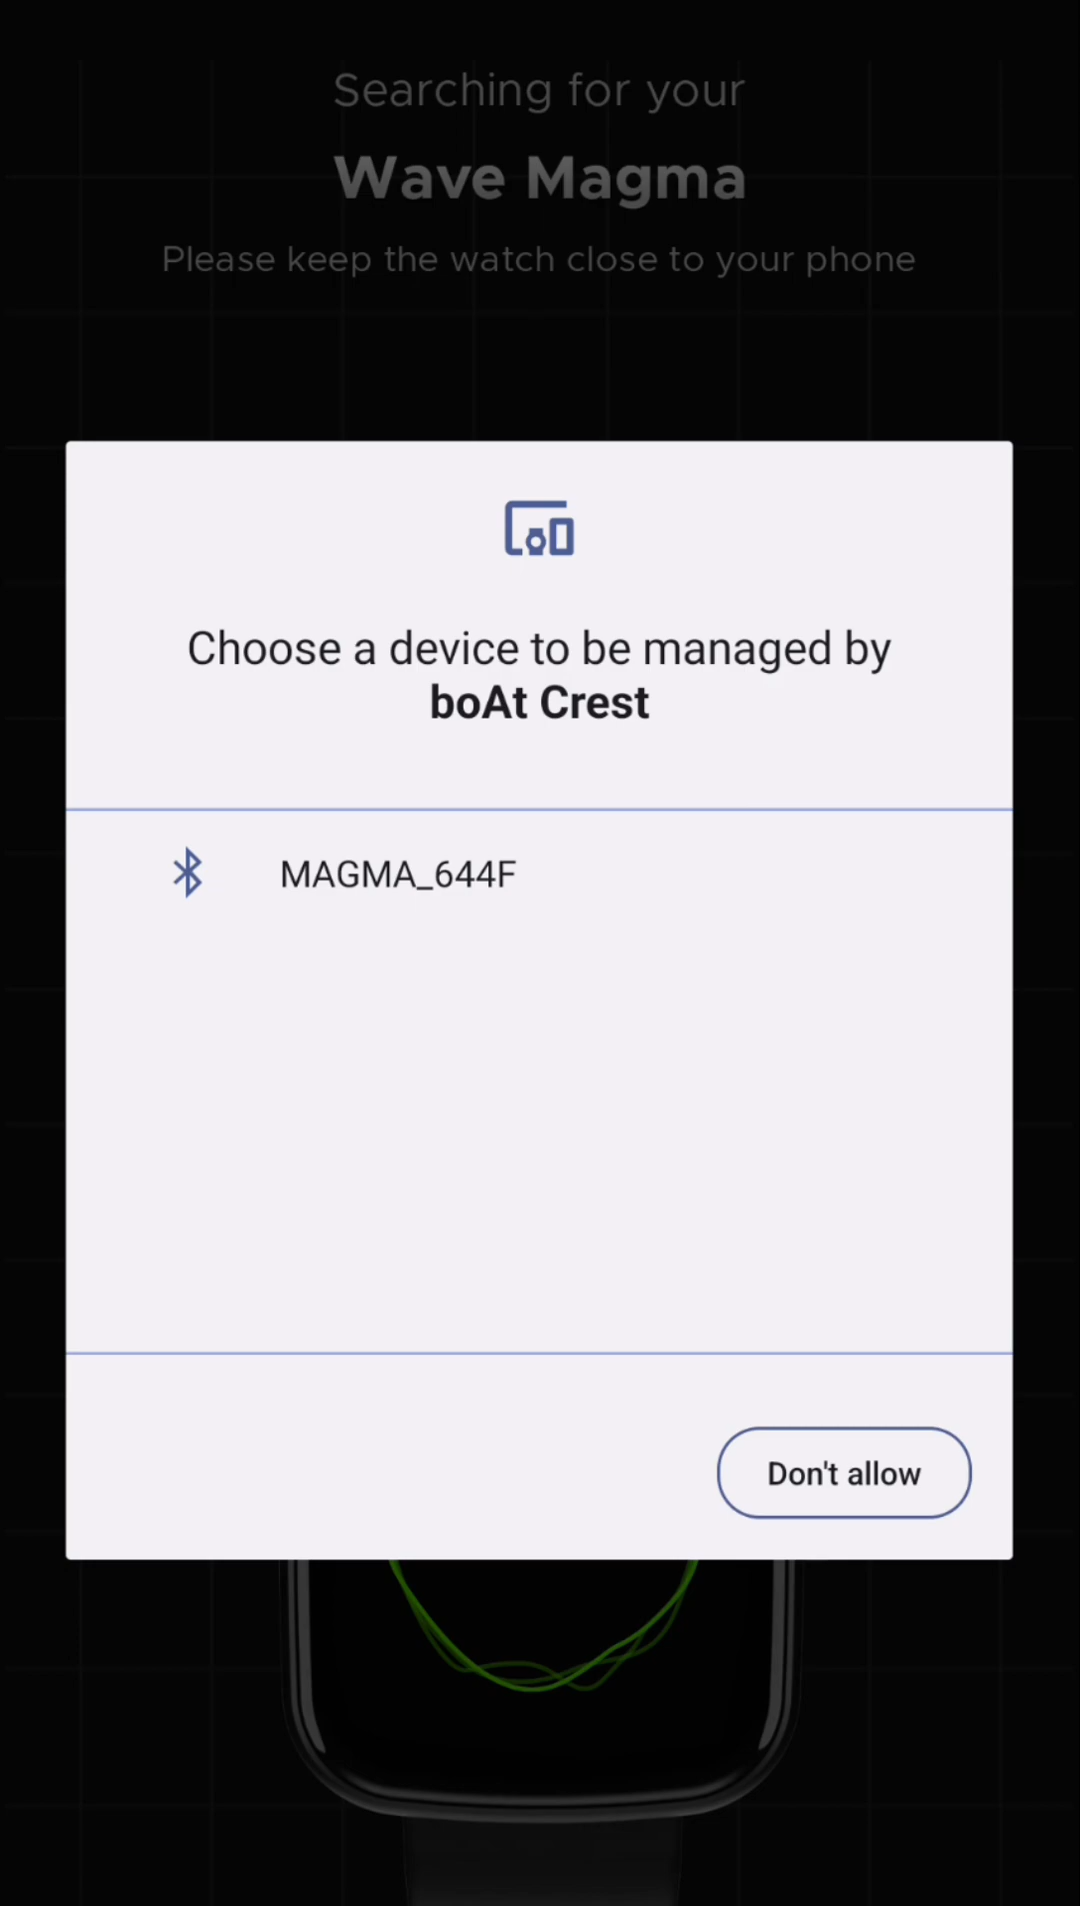 Searching for your
Wave Magma
Please keep the watch close to your phone
Choose a device to be managed by
boAt Crest
MAGMA_644F
Don't allow